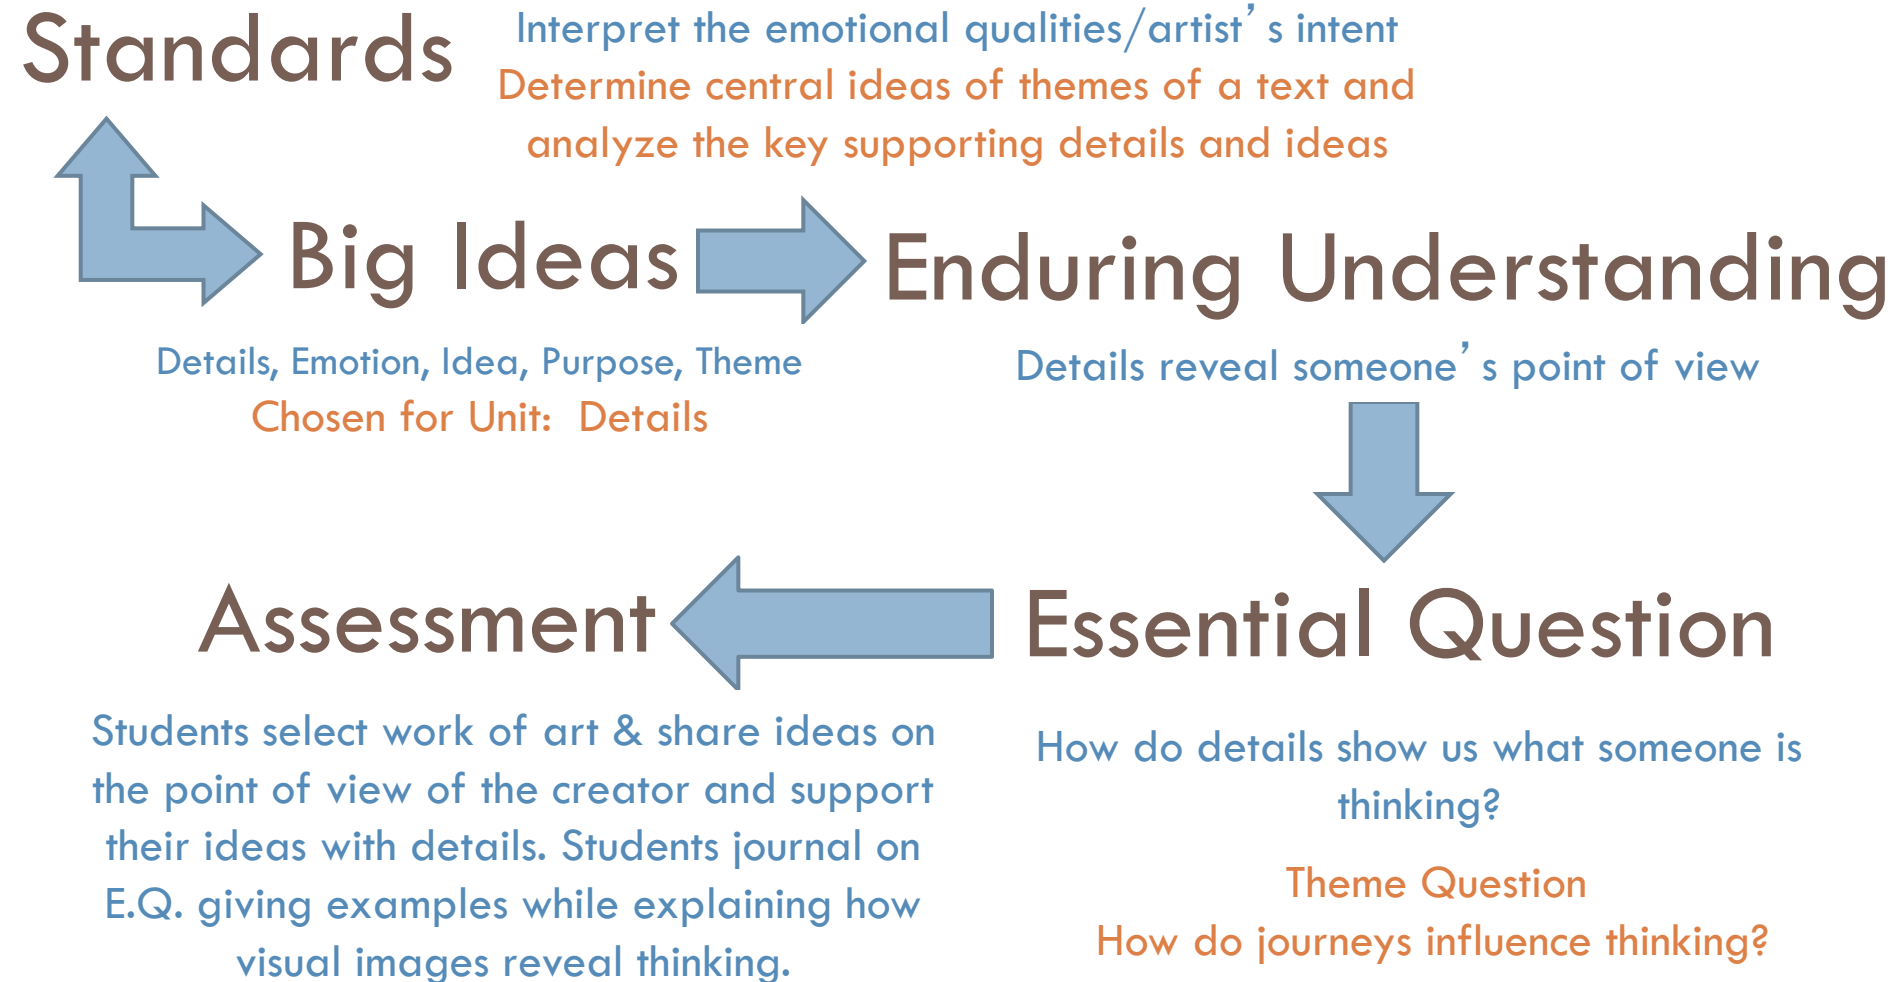 Standards
Interpret the emotional qualities/artist’s intent
Determine central ideas of themes of a text and
analyze the key supporting details and ideas
Big Ideas
Enduring Understanding
Details, Emotion, Idea, Purpose, Theme
Chosen for Unit: Details
Details reveal someone’s point of view
Assessment
Essential Question
Students select work of art & share ideas on
the point of view of the creator and support
their ideas with details. Students journal on
E.Q. giving examples while explaining how
visual images reveal thinking.
How do details show us what someone is
thinking?
Theme Question
How do journeys influence thinking?